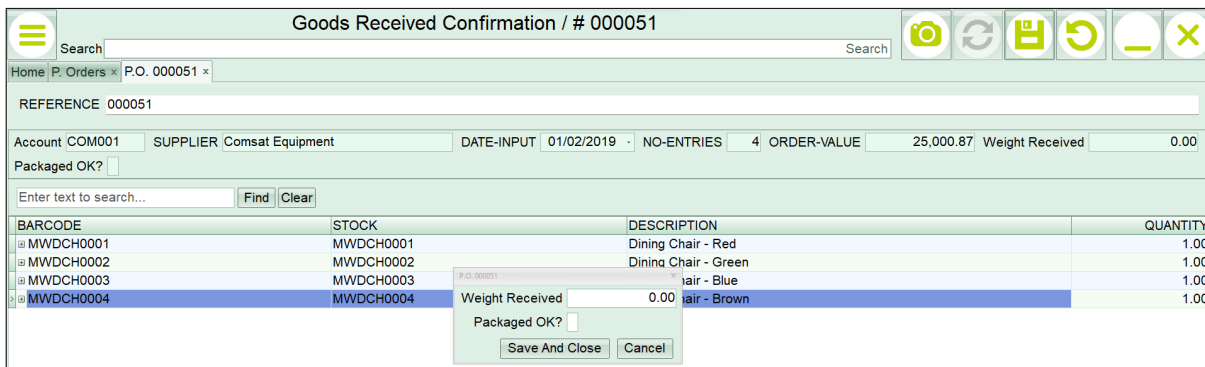 Goods Received Confirmation / # 000051
Search Search
Home P. Orders × P.O. 000051 ×
REFERENCE 000051
Account COM001 SUPPLIER Comsat Equipment DATE-INPUT 01/02/2019 NO-ENTRIES 4 ORDER-VALUE 25,000.87 Weight Received 0.00
Packaged OK?
Enter text to search... Find Clear
BARCODE STOCK DESCRIPTION QUANTITY
MWDCH0001 MWDCH0001 Dining Chair - Red 1.00
MWDCH0002 MWDCH0002 Dining Chair - Green 1.00
MWDCH0003 MWDCH0003 hair - Blue 1.00
MWDCH0004 MWDCH0004 hair - Brown 1.00
P.O. 000051 ×
Weight Received 0.00
Packaged OK?
Save And Close Cancel